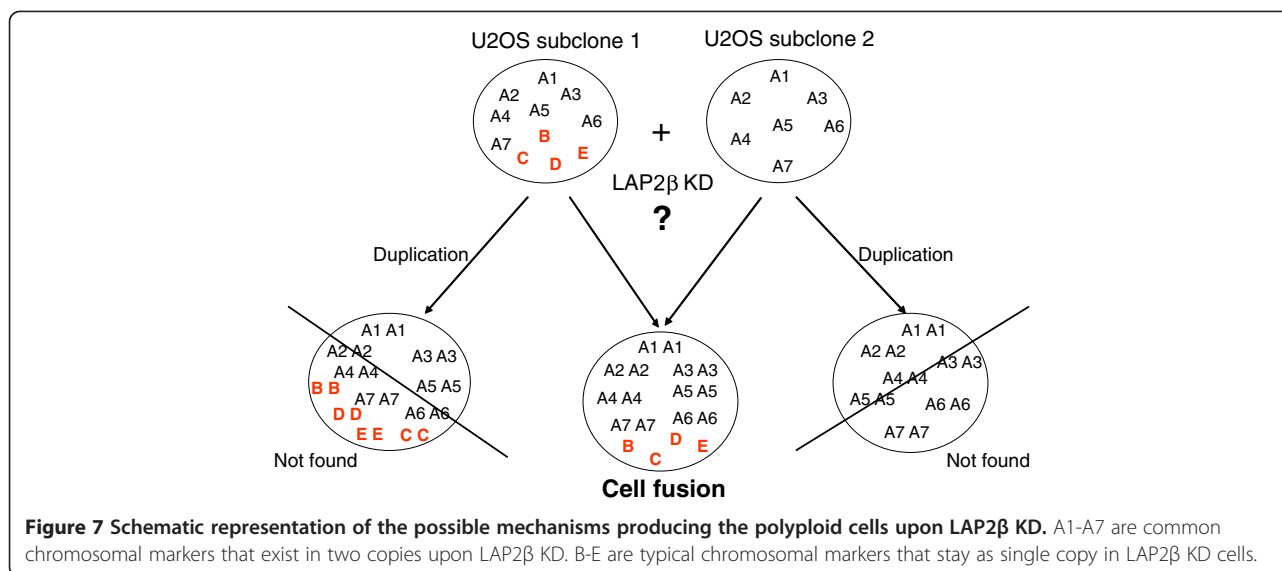 U2OS subclone 1
U2OS subclone 2
A1
A2 A3
A4 A5 A6
A7 B
C D E
+
LAP2β KD
?
A1
A2 A3
A4 A5 A6
A7
Duplication
Duplication
A1 A1
A2 A2 A3 A3
A4 A4
B B A5 A5
A7 A7
D D A6 A6
E E C C
Not found
A1 A1
A2 A2 A3 A3
A5 A5
A4 A4
A6 A6
A7 A7
B D E
C
Cell fusion
A1 A1
A2 A2
A3 A3
A4 A4
A5 A5
A6 A6
A7 A7
Not found
Figure 7 Schematic representation of the possible mechanisms producing the polyploid cells upon LAP2β KD. A1-A7 are common
chromosomal markers that exist in two copies upon LAP2β KD. B-E are typical chromosomal markers that stay as single copy in LAP2β KD cells.